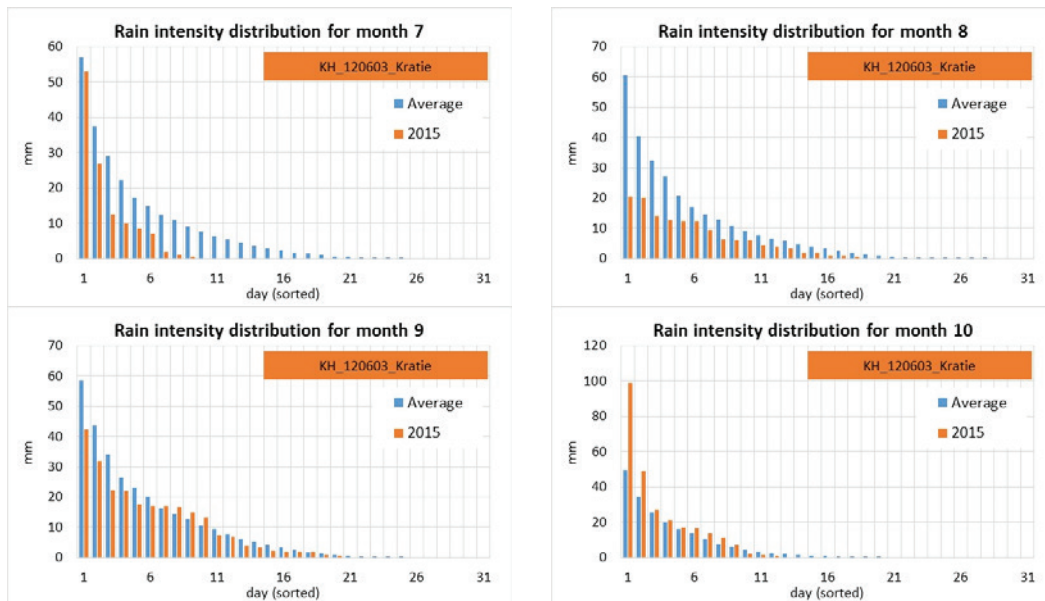 Rain intensity distribution for month 7
KH_120603_Kratie
Average
2015
mm
60
50
40
30
20
10
0
1 6 11 16 21 26 31
day (sorted)
Rain intensity distribution for month 8
KH_120603_Kratie
Average
2015
mm
70
60
50
40
30
20
10
0
1 6 11 16 21 26 31
day (sorted)
Rain intensity distribution for month 9
KH_120603_Kratie
Average
2015
mm
70
60
50
40
30
20
10
0
1 6 11 16 21 26 31
day (sorted)
Rain intensity distribution for month 10
KH_120603_Kratie
Average
2015
mm
120
100
80
60
40
20
0
1 6 11 16 21 26 31
day (sorted)